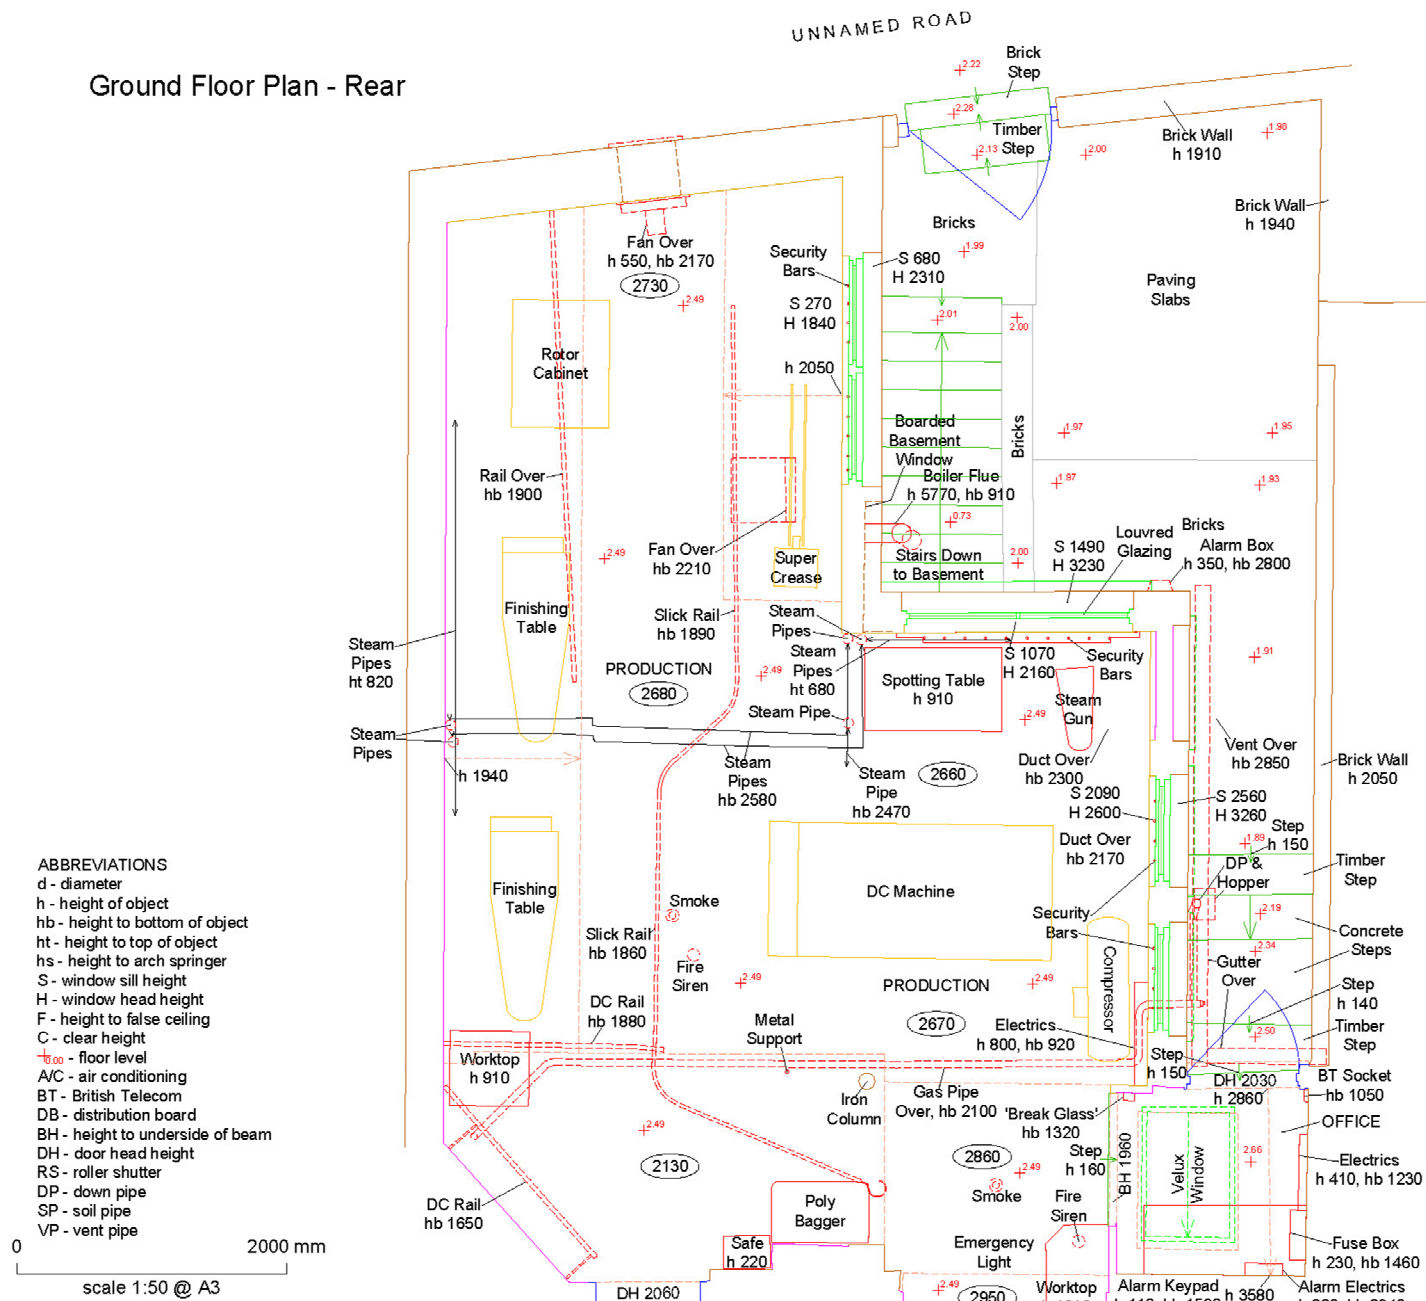 UNNAMED ROAD
Ground Floor Plan - Rear
Brick
Step
2.22
2.28
Timber
Step
2.13
2.00
Brick Wall
h 1910
1.98
Brick Wall
h 1940
Bricks
1.99
Fan Over
h 550, hb 2170
2730
2.49
Security
Bars
S 680
H 2310
S 270
H 1840
2.01
2.00
Paving
Slabs
Rotor
Cabinet
h 2050
Boarded
Basement
Window
Bricks
1.97
1.95
Rail Over
hb 1900
Boiler Flue
h 5770, hb 910
1.97
1.93
0.73
Fan Over
hb 2210
2.49
Super
Crease
Stairs Down
to Basement
2.00
S 1490
H 3230
Louvred
Glazing
Bricks
Alarm Box
h 350, hb 2800
Finishing
Table
Slick Rail
hb 1890
Steam
Pipes
Steam
Pipes
ht 820
PRODUCTION
2680
2.49
Steam
Pipes
ht 680
Spotting Table
h 910
S 1070
H 2160
Security
Bars
1.91
Steam
Gun
2.49
Steam Pipe
Steam
Pipes
h 1940
Steam
Pipes
hb 2580
Steam
Pipe
hb 2470
2660
Duct Over
hb 2300
Vent Over
hb 2850
Brick Wall
h 2050
S 2090
H 2600
S 2560
H 3260
Duct Over
hb 2170
Step
h 150
1.89
DP &
Hopper
Timber
Step
Finishing
Table
DC Machine
Smoke
Security
Bars
2.19
Concrete
Steps
2.34
Slick Rail
hb 1860
Fire
Siren
2.49
PRODUCTION
2670
2.49
Compressor
Gutter
Over
Step
h 140
DC Rail
hb 1880
Metal
Support
Electrics
h 800, hb 920
2.50
Timber
Step
Worktop
h 910
Iron
Column
Gas Pipe
Over, hb 2100
Step
h 150
DH 2030
h 2860
BT Socket
hb 1050
'Break Glass'
hb 1320
OFFICE
2.49
2130
2860
2.49
Step
h 160
BH 1960
Velux
Window
2.66
Electrics
h 410, hb 1230
Smoke
Fire
Siren
DC Rail
hb 1650
Poly
Bagger
Safe
h 220
Emergency
Light
Fuse Box
h 230, hb 1460
DH 2060
2.49
2950
Worktop
Alarm Keypad
h 3580
Alarm Electrics
ABBREVIATIONS
d - diameter
h - height of object
hb - height to bottom of object
ht - height to top of object
hs - height to arch springer
S - window sill height
H - window head height
F - height to false ceiling
C - clear height
0.00 - floor level
A/C - air conditioning
BT - British Telecom
DB - distribution board
BH - height to underside of beam
DH - door head height
RS - roller shutter
DP - down pipe
SP - soil pipe
VP - vent pipe
0 2000 mm
scale 1:50 @ A3